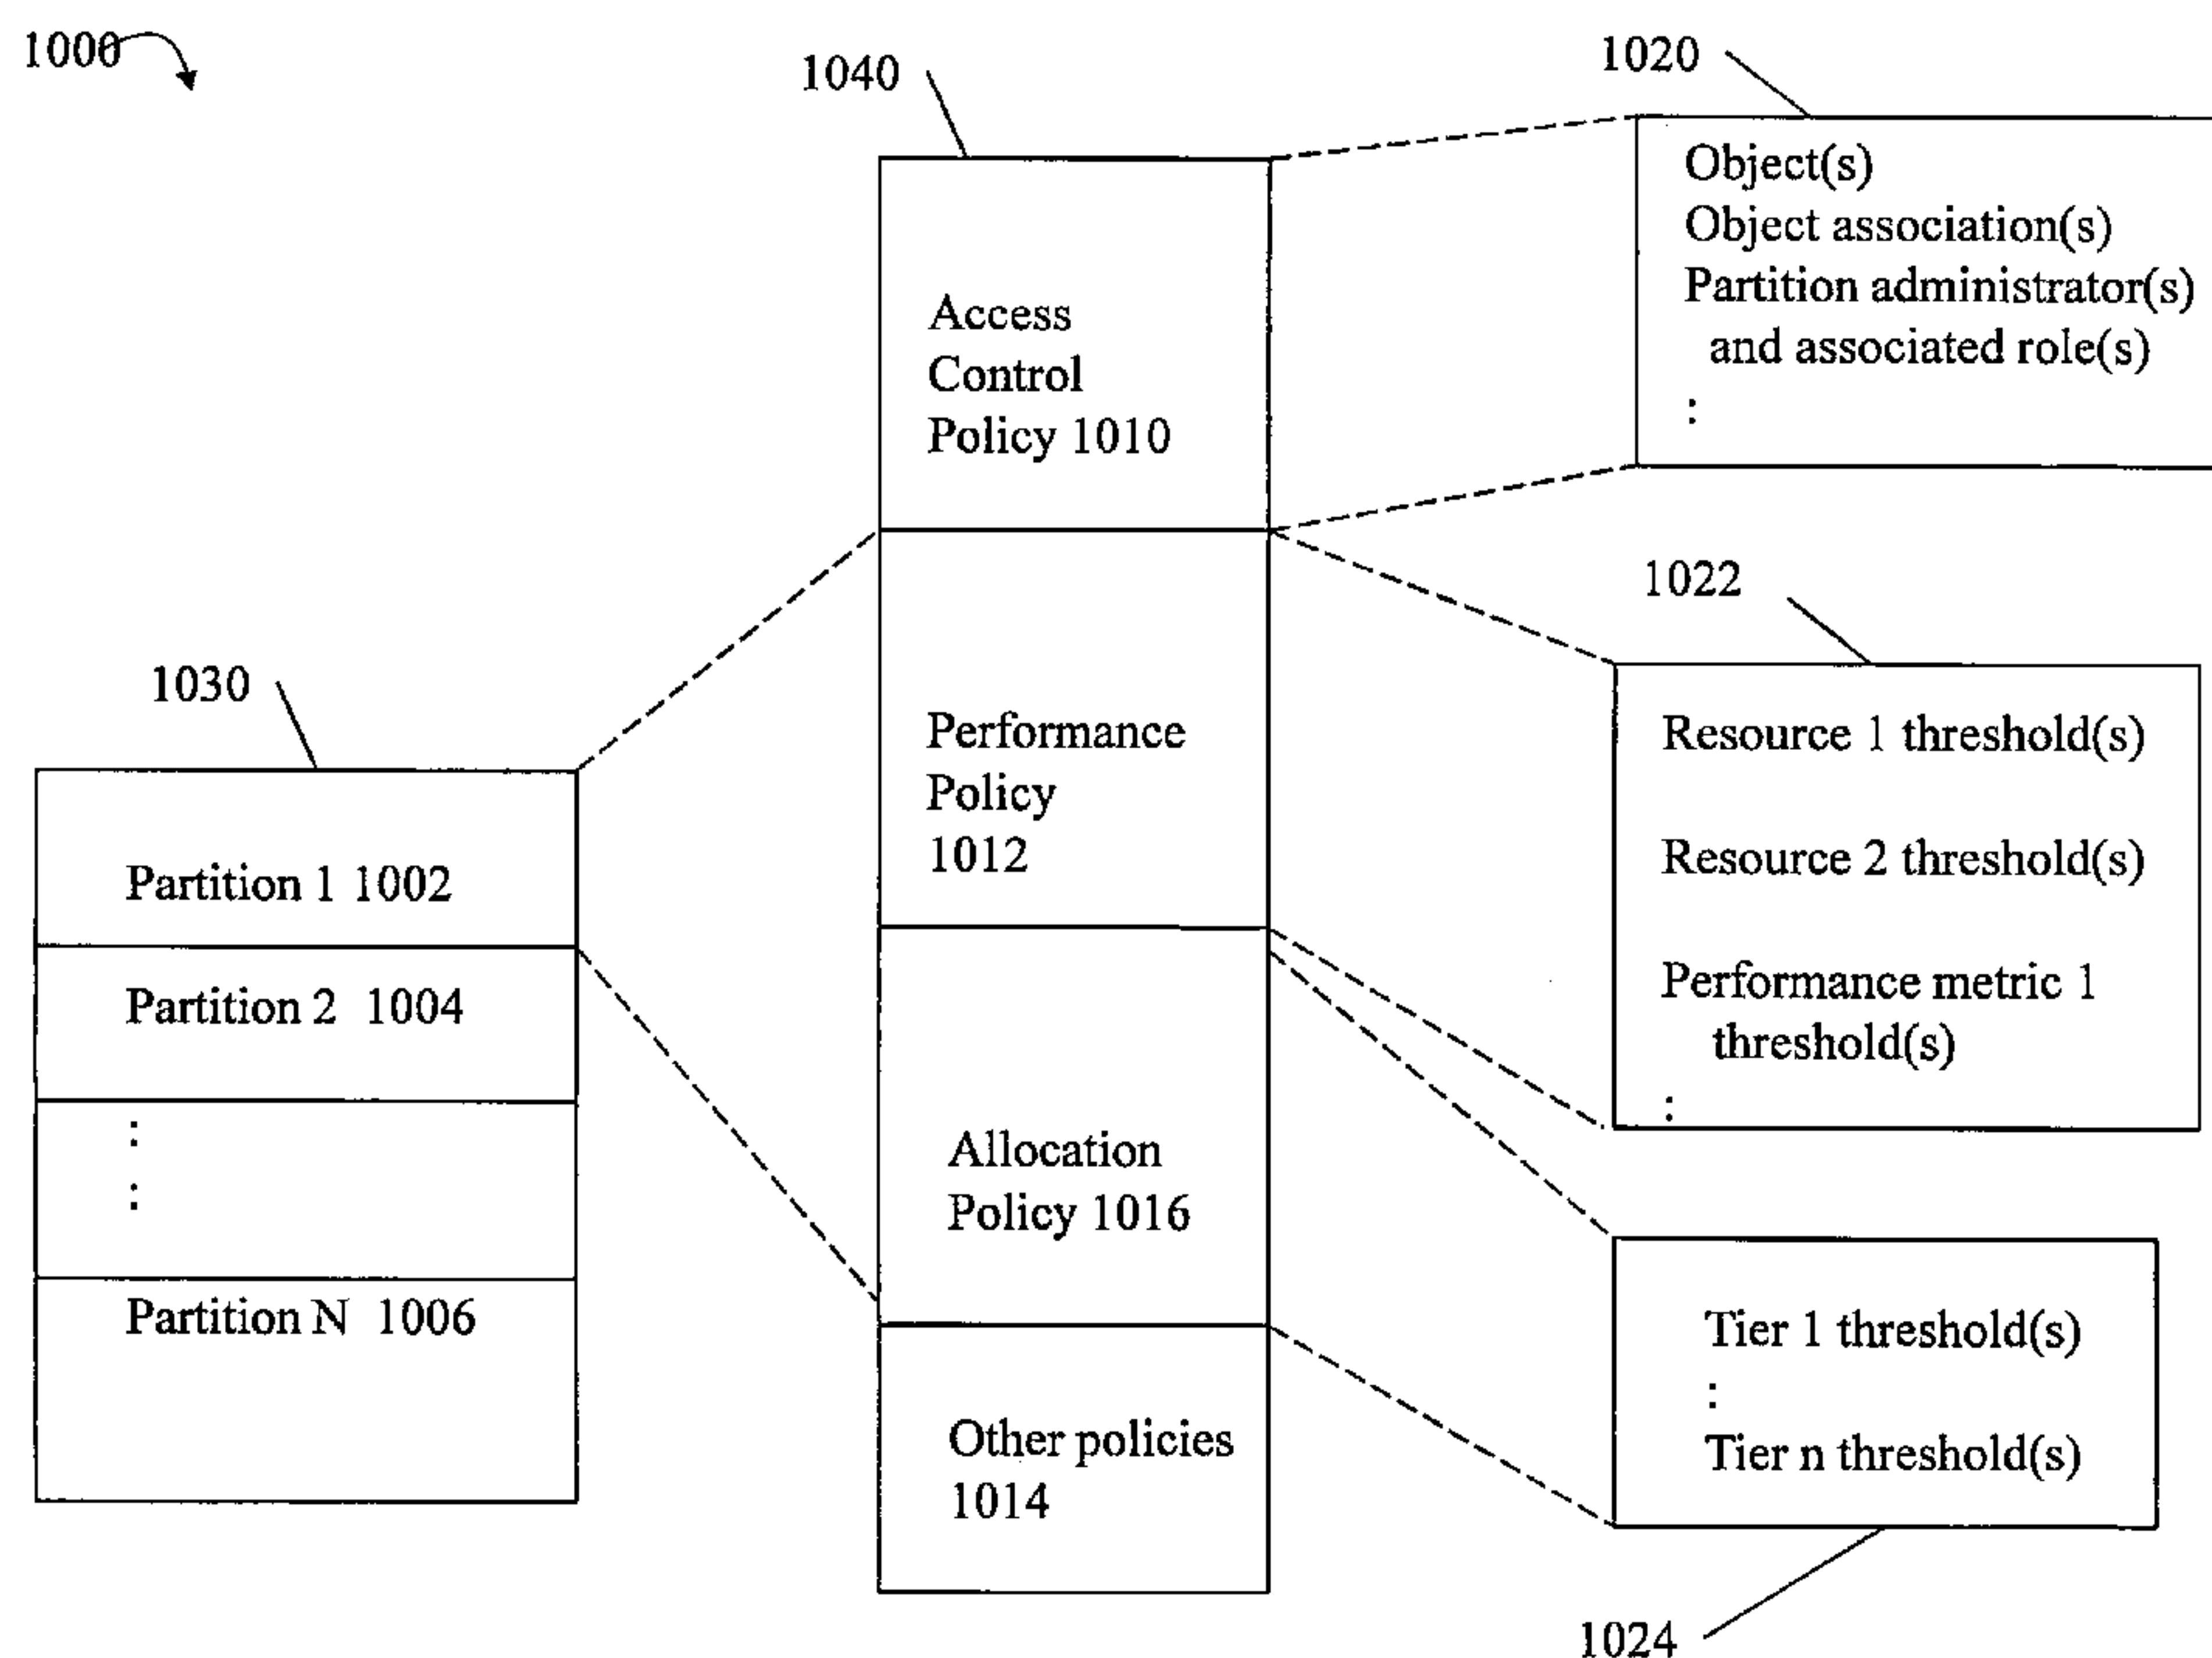 1000
1040
1020
Object(s)
Object association(s)
Partition administrator(s)
and associated role(s)
:
Access
Control
Policy 1010
1022
Resource 1 threshold(s)
Resource 2 threshold(s)
Performance metric 1
threshold(s)
:
Performance
Policy
1012
1030
Partition 1 1002
Partition 2 1004
:
:
Partition N 1006
Allocation
Policy 1016
Tier 1 threshold(s)
:
Tier n threshold(s)
Other policies
1014
1024